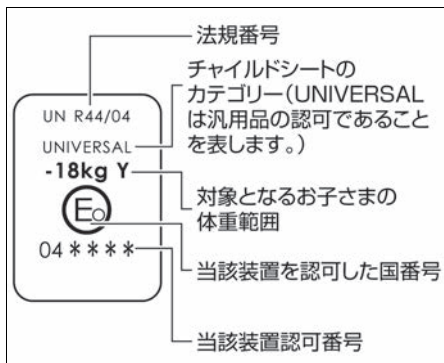 法規番号
チャイルドシートの
カテゴリー(UNIVERSAL
は汎用品の認可であること
を表します。)
対象となるお子さまの
体重範囲
当該装置を認可した国番号
当該装置認可番号
UN R44/04
UNIVERSAL
-18kg Y
E0
04****